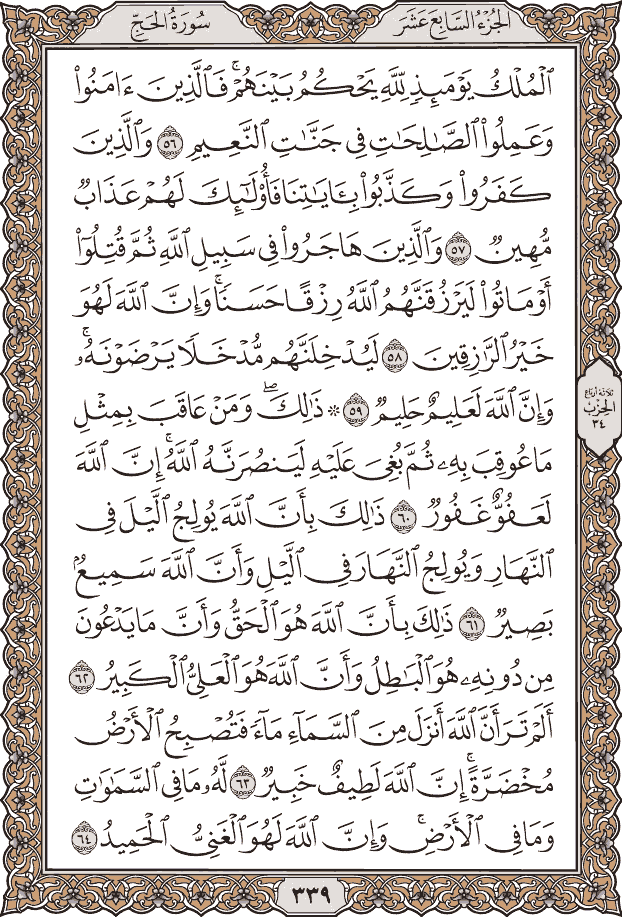 الجُزْءُ السَّابِعَ عَشَرَ
سُورَةُ الحَجِّ
ٱلۡمُلۡكُ يَوۡمَئِذٖ لِّلَّهِ يَحۡكُمُ بَيۡنَهُمۡۚ فَٱلَّذِينَ ءَامَنُواْ
وَعَمِلُواْ ٱلصَّٰلِحَٰتِ فِي جَنَّٰتِ ٱلنَّعِيمِ ٥٦ وَٱلَّذِينَ
كَفَرُواْ وَكَذَّبُواْ بِـَٔايَٰتِنَا فَأُوْلَٰٓئِكَ لَهُمۡ عَذَابٞ
مُّهِينٞ ٥٧ وَٱلَّذِينَ هَاجَرُواْ فِي سَبِيلِ ٱللَّهِ ثُمَّ قُتِلُوٓاْ
أَوۡ مَاتُواْ لَيَرۡزُقَنَّهُمُ ٱللَّهُ رِزۡقًا حَسَنٗاۚ وَإِنَّ ٱللَّهَ لَهُوَ
خَيۡرُ ٱلرَّٰزِقِينَ ٥٨ لَيُدۡخِلَنَّهُم مُّدۡخَلٗا يَرۡضَوۡنَهُۥۚ
وَإِنَّ ٱللَّهَ لَعَلِيمٌ حَلِيمٞ ٥٩ ۞ ذَٰلِكَۖ وَمَنۡ عَاقَبَ بِمِثۡلِ
مَا عُوقِبَ بِهِۦ ثُمَّ بُغِيَ عَلَيۡهِ لَيَنصُرَنَّهُ ٱللَّهُۚ إِنَّ ٱللَّهَ
لَعَفُوٌّ غَفُورٞ ٦٠ ذَٰلِكَ بِأَنَّ ٱللَّهَ يُولِجُ ٱلَّيۡلَ فِي
ٱلنَّهَارِ وَيُولِجُ ٱلنَّهَارَ فِي ٱلَّيۡلِ وَأَنَّ ٱللَّهَ سَمِيعُۢ
بَصِيرٞ ٦١ ذَٰلِكَ بِأَنَّ ٱللَّهَ هُوَ ٱلۡحَقُّ وَأَنَّ مَا يَدۡعُونَ
مِن دُونِهِۦ هُوَ ٱلۡبَٰطِلُ وَأَنَّ ٱللَّهَ هُوَ ٱلۡعَلِيُّ ٱلۡكَبِيرُ ٦٢
أَلَمۡ تَرَ أَنَّ ٱللَّهَ أَنزَلَ مِنَ ٱلسَّمَآءِ مَآءٗ فَتُصۡبِحُ ٱلۡأَرۡضُ
مُخۡضَرَّةًۚ إِنَّ ٱللَّهَ لَطِيفٌ خَبِيرٞ ٦٣ لَّهُۥ مَا فِي ٱلسَّمَٰوَٰتِ
وَمَا فِي ٱلۡأَرۡضِۚ وَإِنَّ ٱللَّهَ لَهُوَ ٱلۡغَنِيُّ ٱلۡحَمِيدُ ٦٤
ثلاثة أرباع
الحِزْبِ
٣٤
٣٣٩